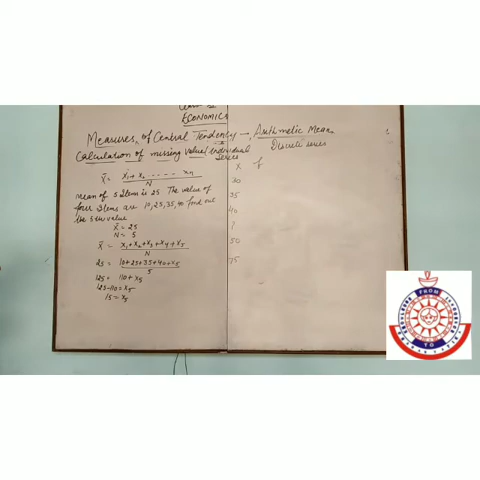 ECONOMICS
Measures of Central Tendency – Arithmetic Mean
Calculation of missing value/Individual Series
Discrete series
X̄ = X₁+X₂ ..... Xn / N
mean of 5 Items is 25 The value of
four Items are 10,25,35,40 find out
the 5th value
X̄ = 25
N = 5
X̄ = X₁+X₂+X₃+X₄+X₅ / N
25 = 10+25+35+40+X₅ / 5
125 = 110+X₅
125-110=X₅
15 = X₅
X f
30
35
40
?
50
75
FROM
TO